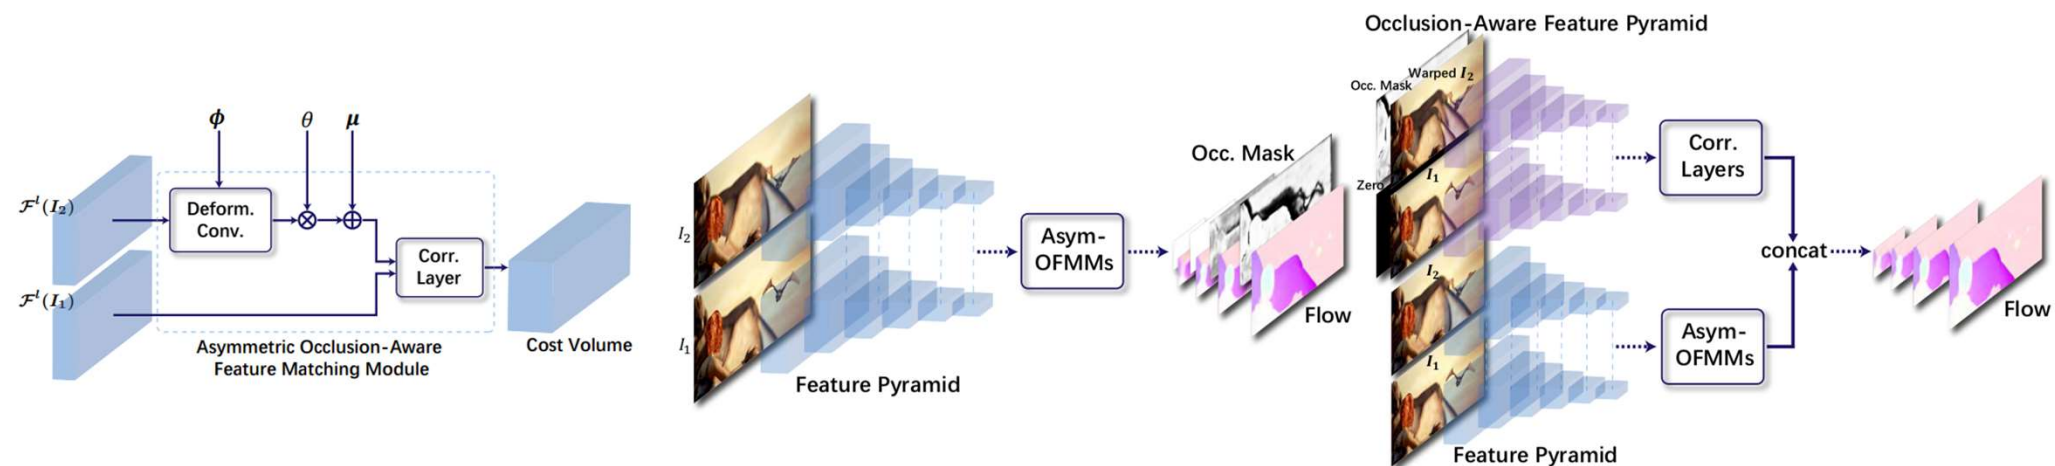 ϕ θ μ
ℱˡ(I₂)
ℱˡ(I₁)
Deform.
Conv.
⊗ ⊕
Corr.
Layer
Asymmetric Occlusion-Aware
Feature Matching Module
Cost Volume
I₂
I₁
Feature Pyramid
Asym-
OFMMs
Occ. Mask
Flow
Occlusion-Aware Feature Pyramid
Warped I₂
Occ. Mask
I₁
Zero
I₂
I₁
Feature Pyramid
Corr.
Layers
concat
Asym-
OFMMs
Flow